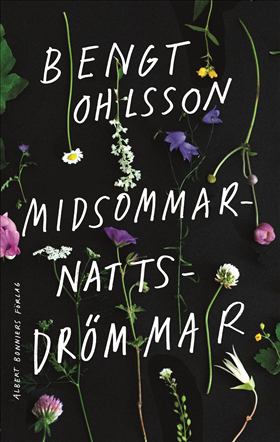 BENGT
OHLSSON
MIDSOMMAR-
NATTS-
DRÖMMAR
ALBERT BONNIERS FÖRLAG